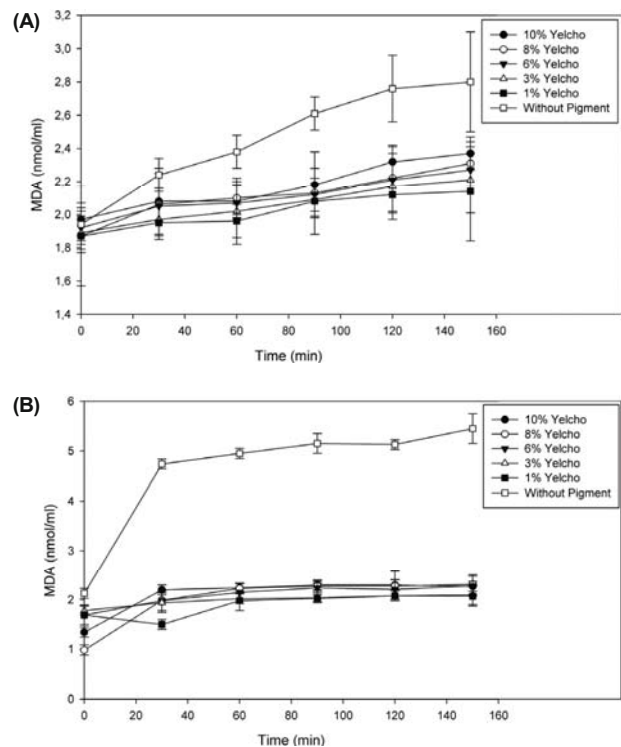 (A)
3,2
3,0
2,8
2,6
2,4
2,2
2,0
1,8
1,6
1,4
MDA (nmol/ml)
0 20 40 60 80 100 120 140 160
Time (min)
10% Yelcho
8% Yelcho
6% Yelcho
3% Yelcho
1% Yelcho
Without Pigment
(B)
6
5
4
3
2
1
0
MDA (nmol/ml)
0 20 40 60 80 100 120 140 160
Time (min)
10% Yelcho
8% Yelcho
6% Yelcho
3% Yelcho
1% Yelcho
Without Pigment